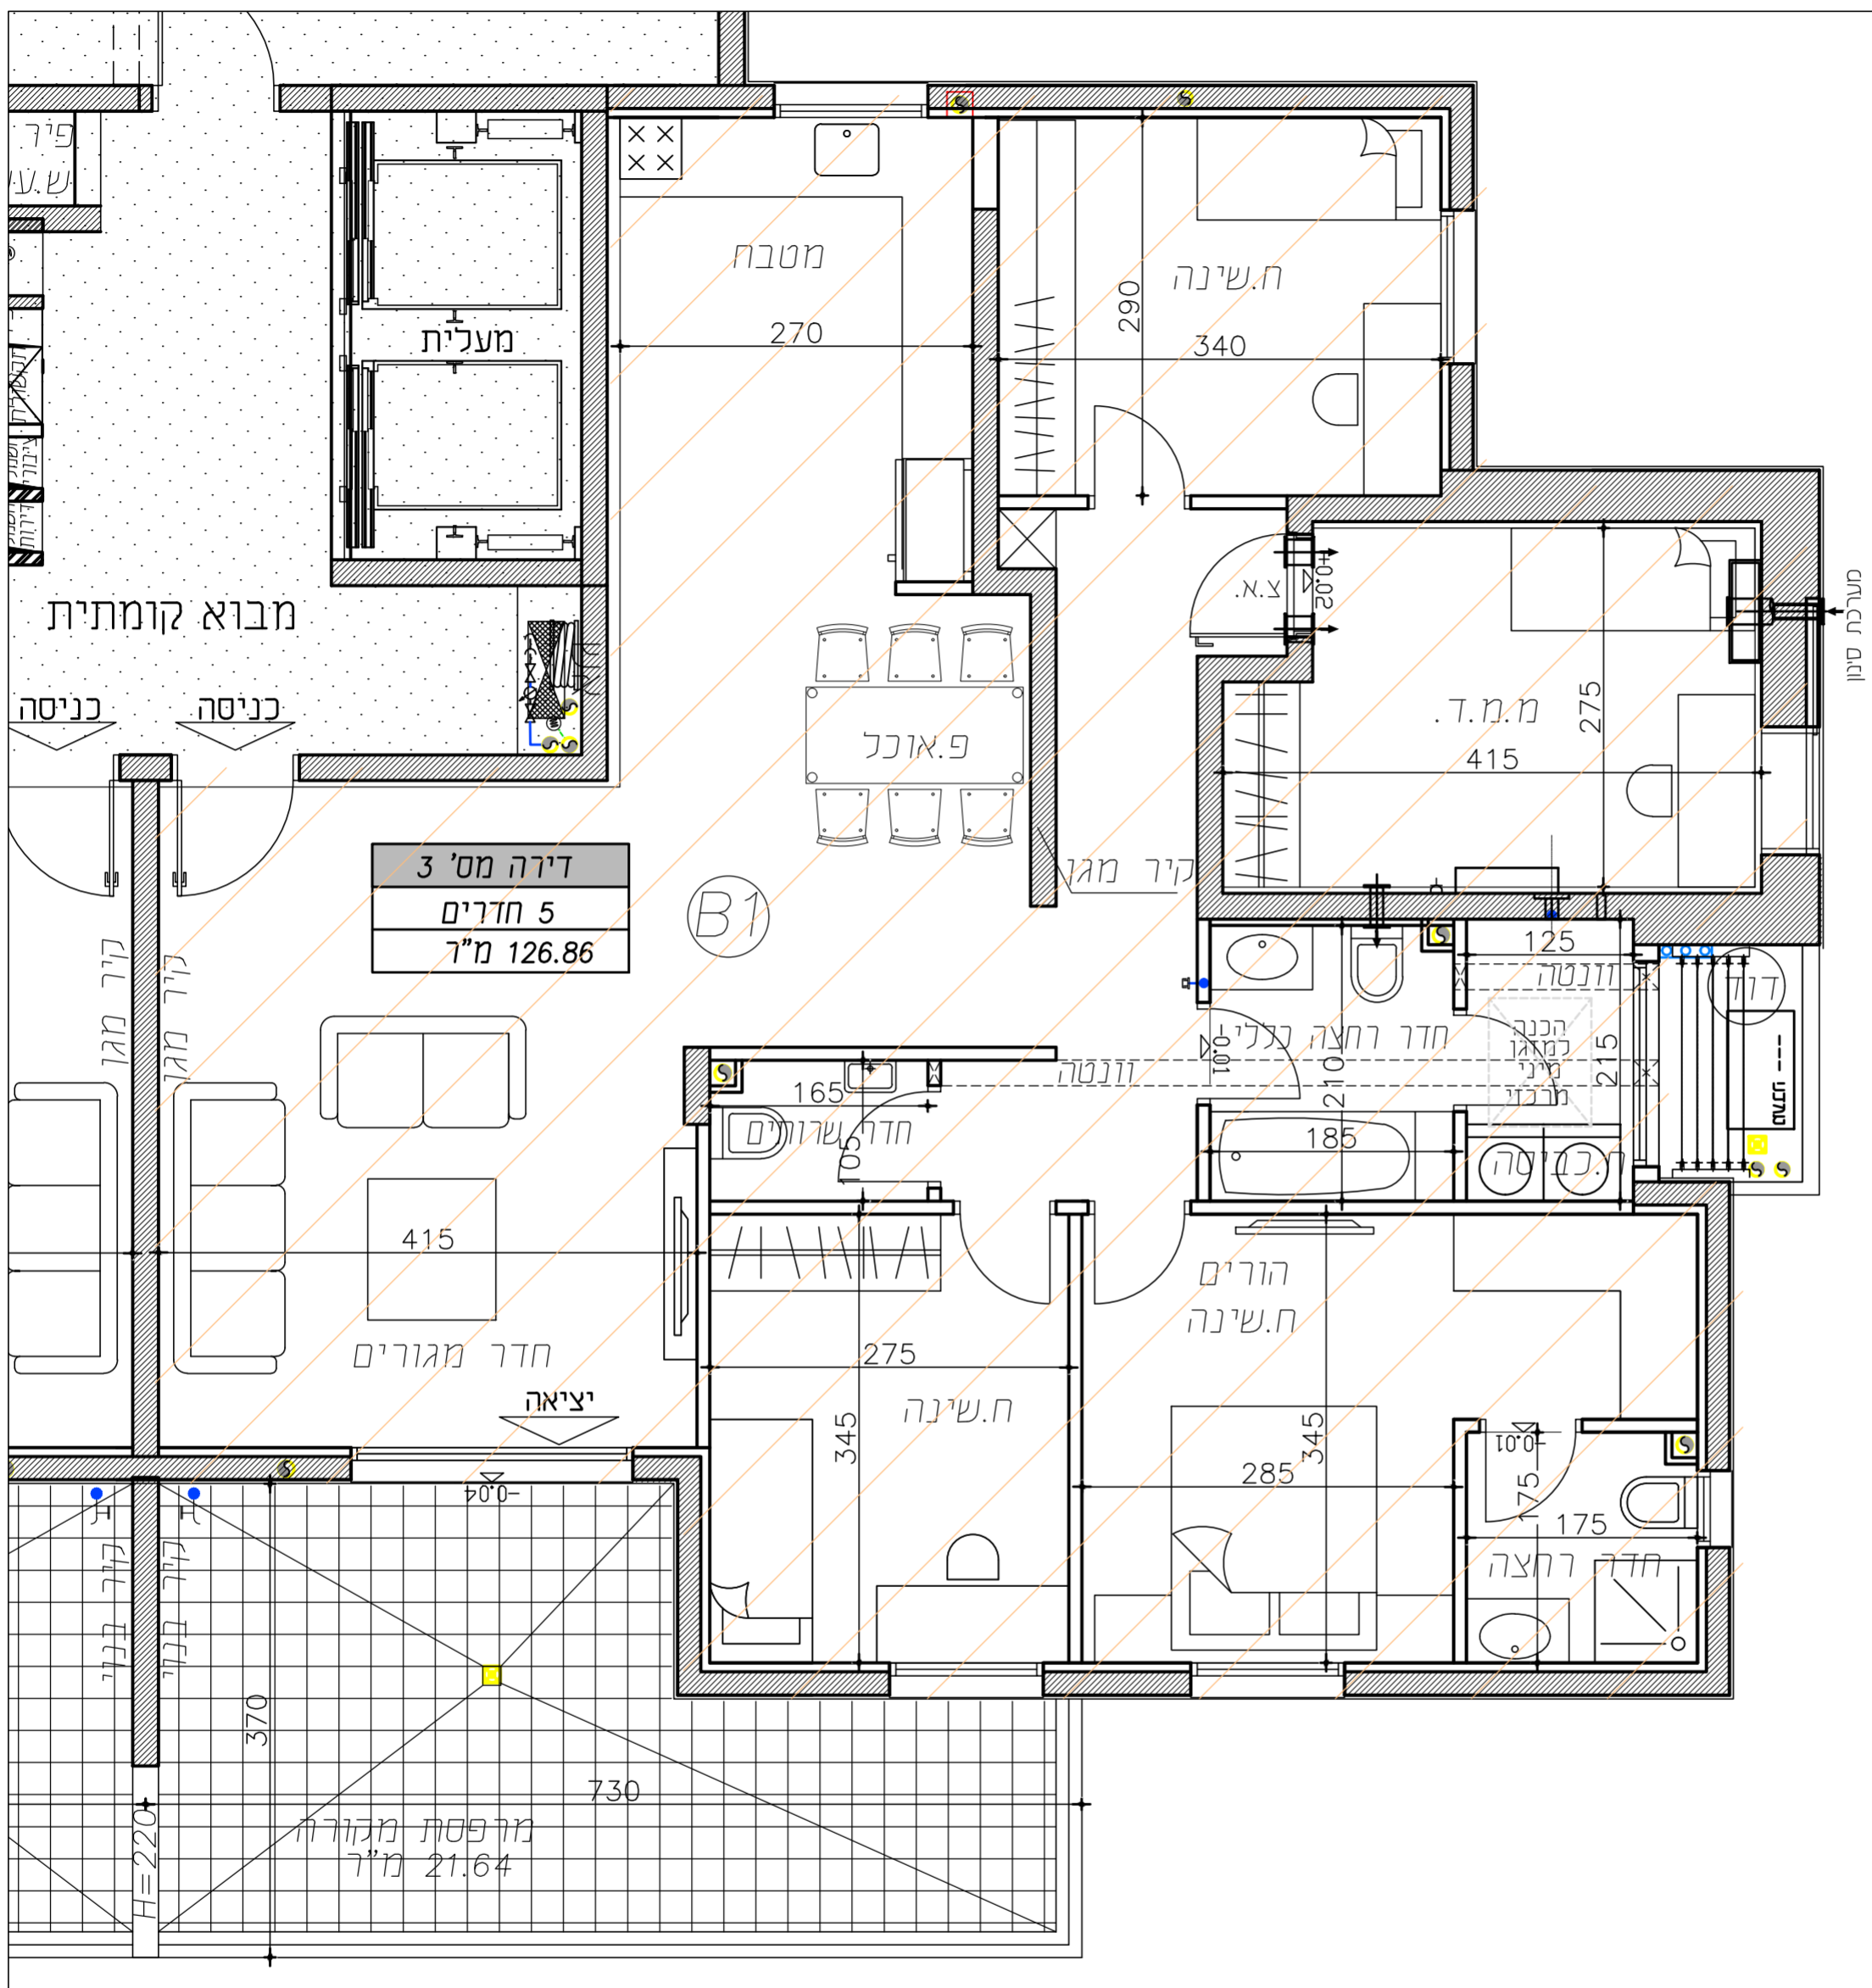 פיר
מעלית
מטבח
270
ח.שינה
290
340
מבוא קומתית
כניסה
כניסה
צ.א.
+0.02
מערכת סינון
מ.מ.ד.
275
415
פ.אוכל
קיר מגן
דירה מס' 3
5 חדרים
126.86 מ"ר
B1
קיר מגן
קיר מגן
125
וונטה
דוד
חדר רחצה כללי
-0.01
210
הכנה
למזגן
מיני
מרכזי
215
וונטה
165
חדר שרותים
105
185
ח.כביסה
415
חדר מגורים
יציאה
הורים
ח.שינה
275
ח.שינה
345
345
285
-0.01
175
175
חדר רחצה
-0.04
קיר בנוי
קיר בנוי
370
730
מרפסת מקורה
21.64 מ"ר
H=220